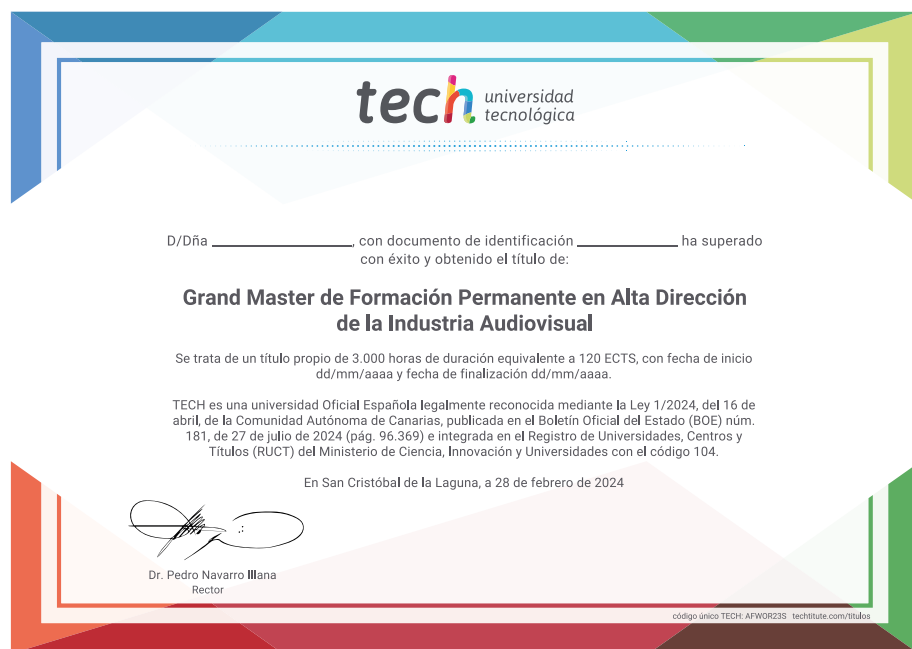 tech universidad
tecnológica
D/Dña ______________, con documento de identificación __________ ha superado
con éxito y obtenido el título de:
Grand Master de Formación Permanente en Alta Dirección
de la Industria Audiovisual
Se trata de un título propio de 3.000 horas de duración equivalente a 120 ECTS, con fecha de inicio
dd/mm/aaaa y fecha de finalización dd/mm/aaaa.
TECH es una universidad Oficial Española legalmente reconocida mediante la Ley 1/2024, del 16 de
abril, de la Comunidad Autónoma de Canarias, publicada en el Boletín Oficial del Estado (BOE) núm.
181, de 27 de julio de 2024 (pág. 96.369) e integrada en el Registro de Universidades, Centros y
Títulos (RUCT) del Ministerio de Ciencia, Innovación y Universidades con el código 104.
En San Cristóbal de la Laguna, a 28 de febrero de 2024
Dr. Pedro Navarro Illana
Rector
código único TECH: AFWOR23S techtitute.com/titulos